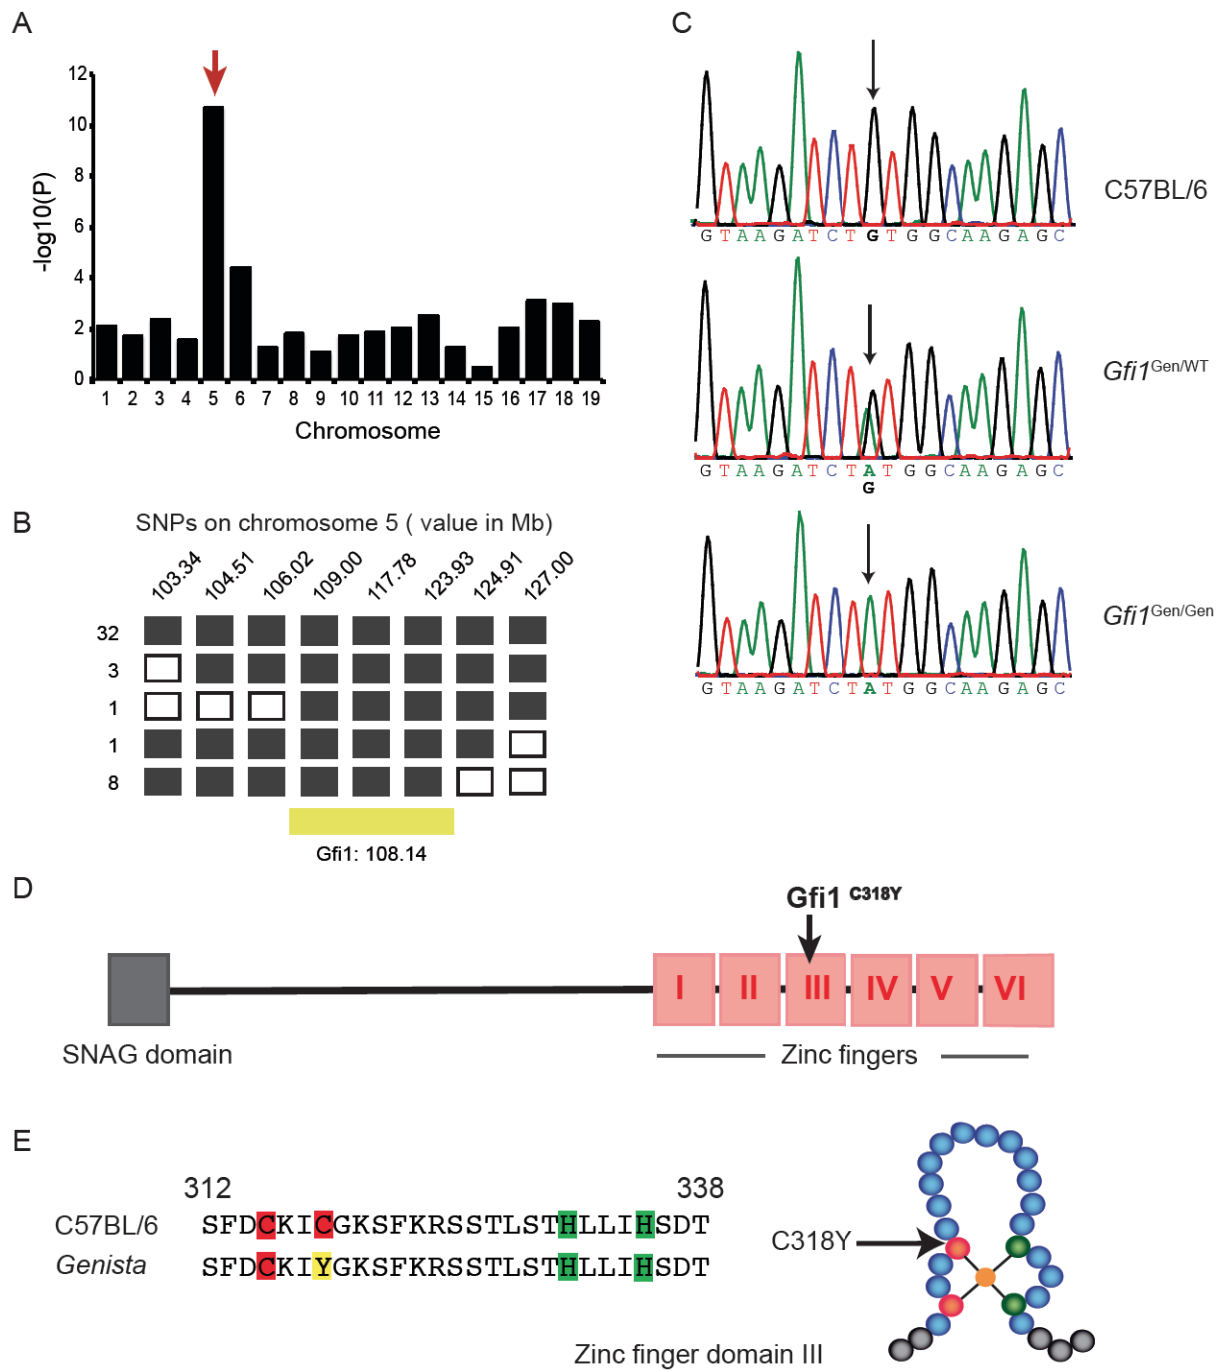 A
-log10(P)
12
10
8
6
4
2
0
1 2 3 4 5 6 7 8 9 10 11 12 13 14 15 16 17 18 19
Chromosome
B
SNPs on chromosome 5 ( value in Mb)
103.34 104.51 106.02 109.00 117.78 123.93 124.91 127.00
32
3
1
1
8
Gfi1: 108.14
C
GTAAGATCTGTGGCAAGAGC
C57BL/6
GTAAGATCTATGGCAAGAGC
G
Gfi1Gen/WT
GTAAGATCTATGGCAAGAGC
Gfi1Gen/Gen
D
Gfi1 C318Y
I II III IV V VI
SNAG domain
Zinc fingers
E
312 338
C57BL/6 SFDCKICGKSFKRSSTLSTHLLIHSDT
Genista SFDCKIYGKSFKRSSTLSTHLLIHSDT
C318Y
Zinc finger domain III